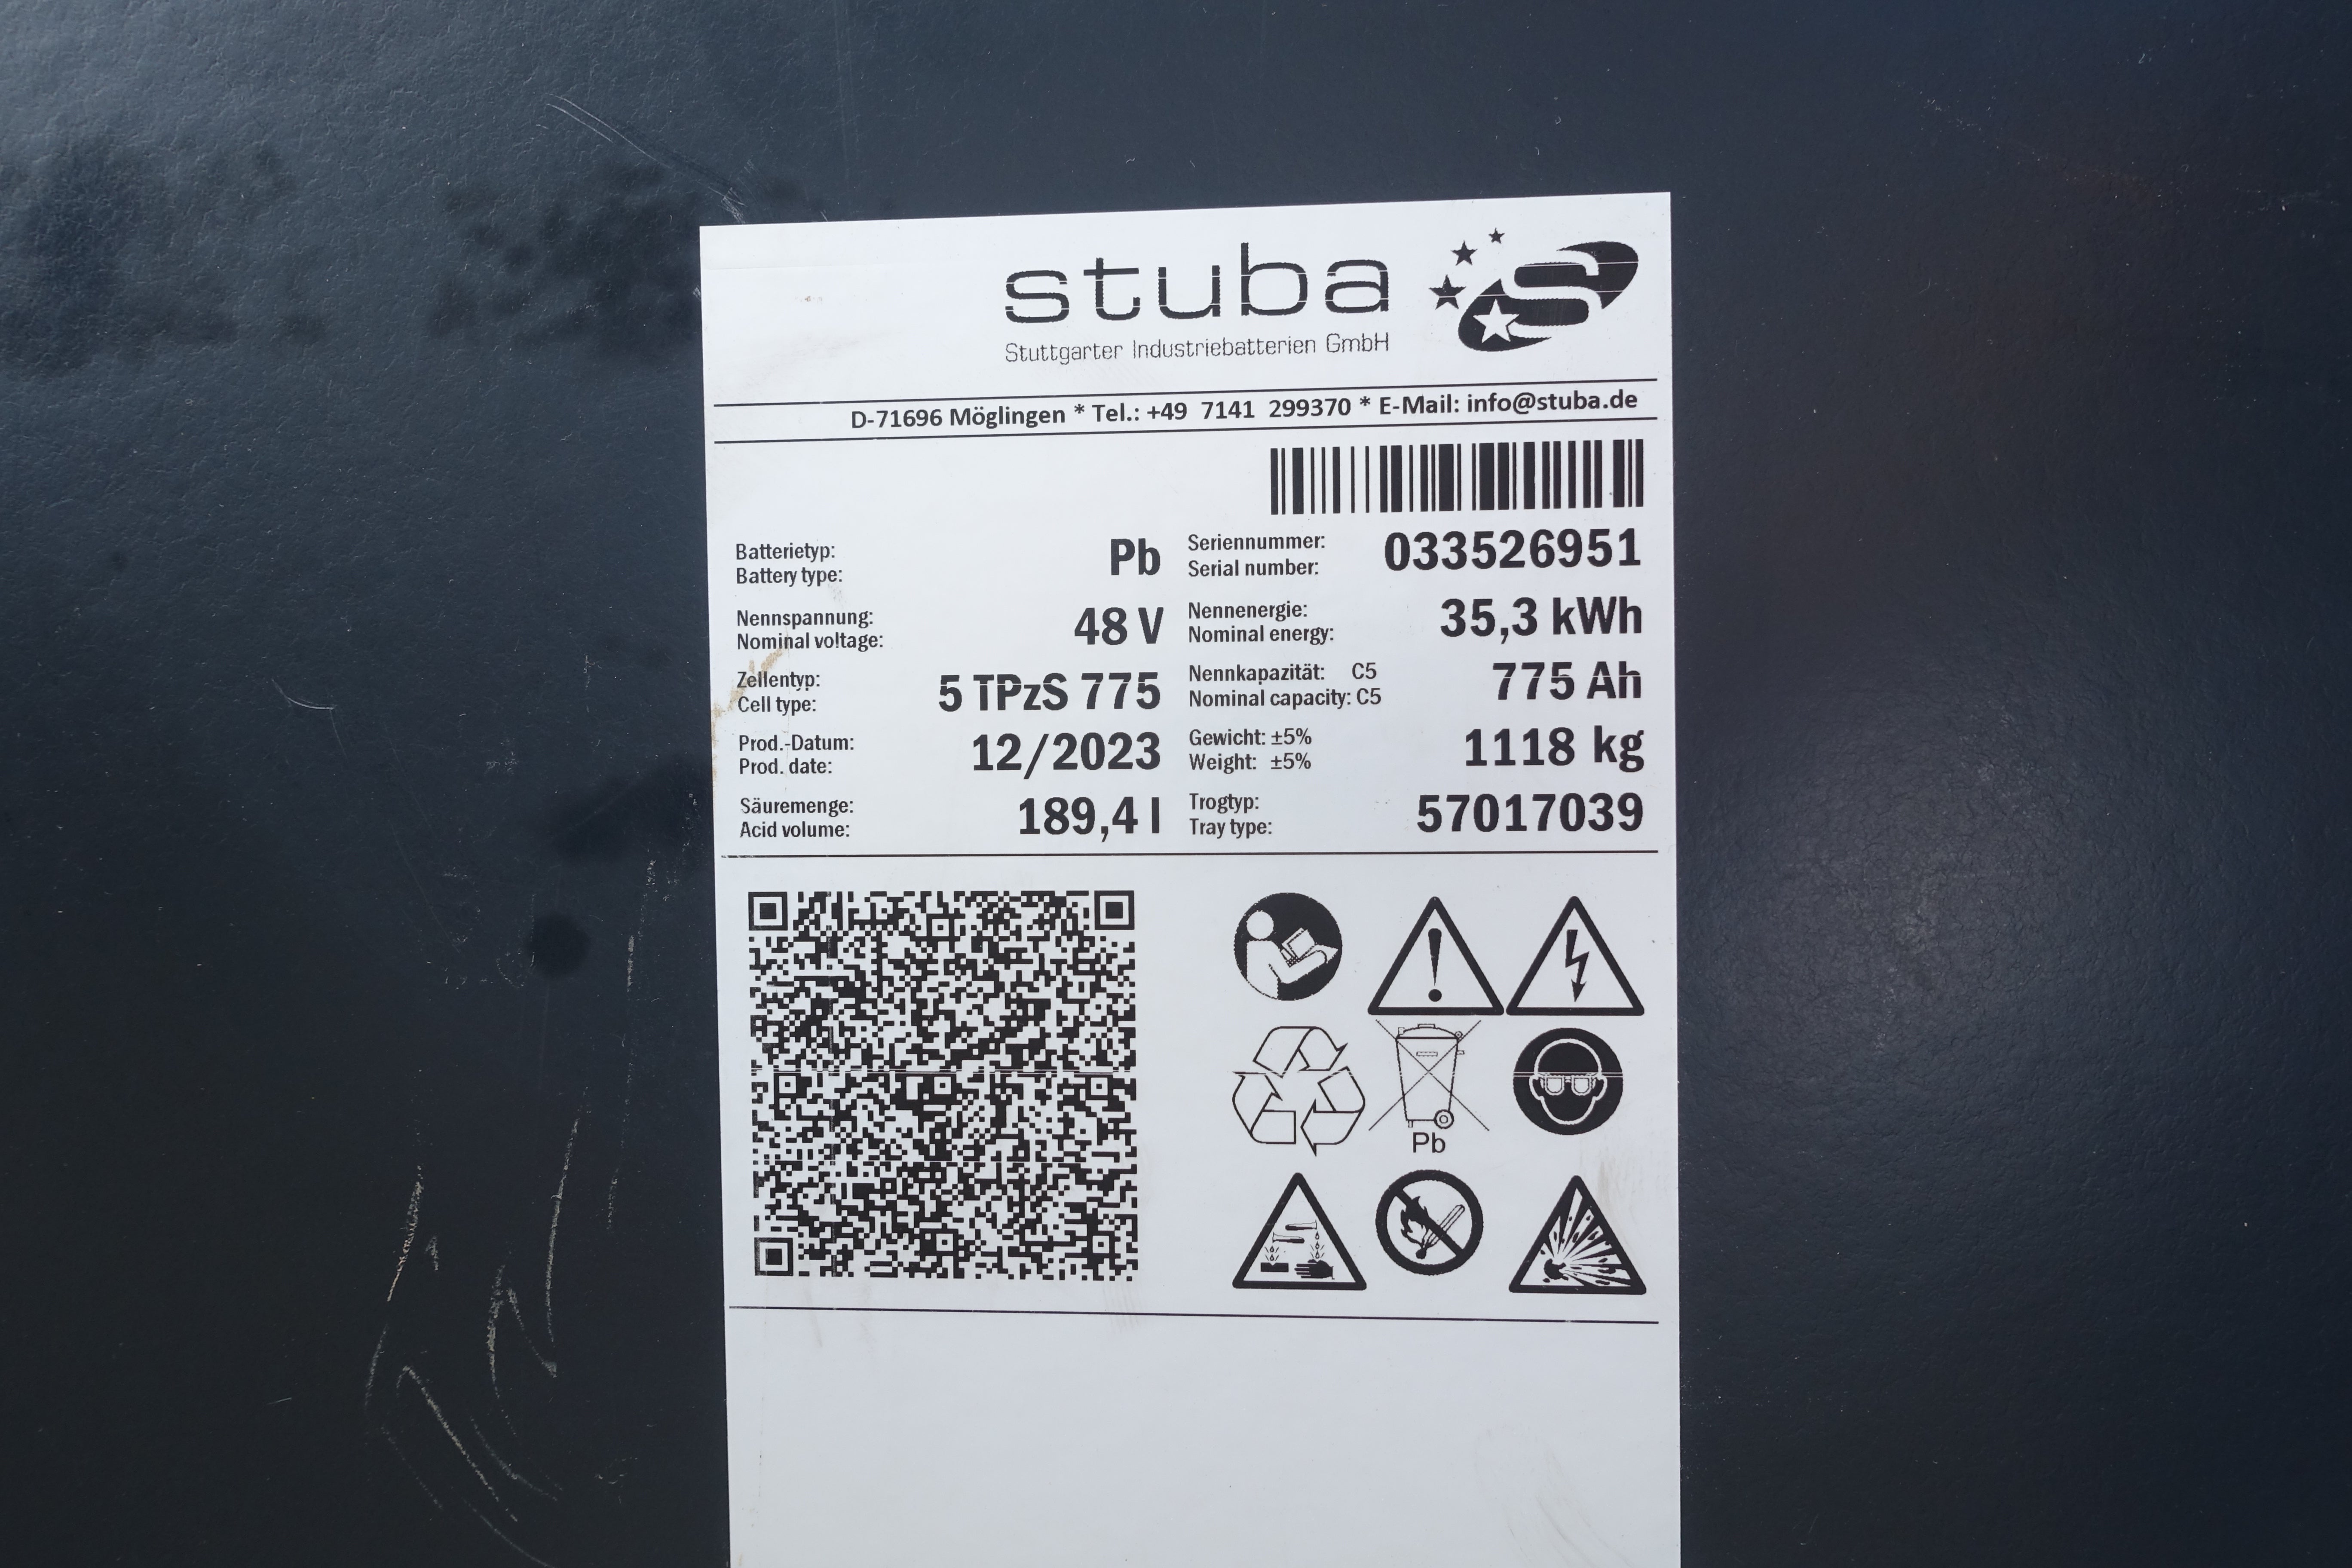 stuba
Stuttgarter Industriebatterien GmbH
D-71696 Möglingen * Tel.: +49 7141 299370 * E-Mail: info@stuba.de
Batterietyp:
Battery type:
Pb
Seriennummer:
Serial number:
033526951
Nennspannung:
Nominal voltage:
48 V
Nennenergie:
Nominal energy:
35,3 kWh
Zellentyp:
Cell type:
5 TPzS 775
Nennkapazität: C5
Nominal capacity: C5
775 Ah
Prod.-Datum:
Prod. date:
12/2023
Gewicht: ±5%
Weight: ±5%
1118 kg
Säuremenge:
Acid volume:
189,4 l
Trogtyp:
Tray type:
57017039
Pb